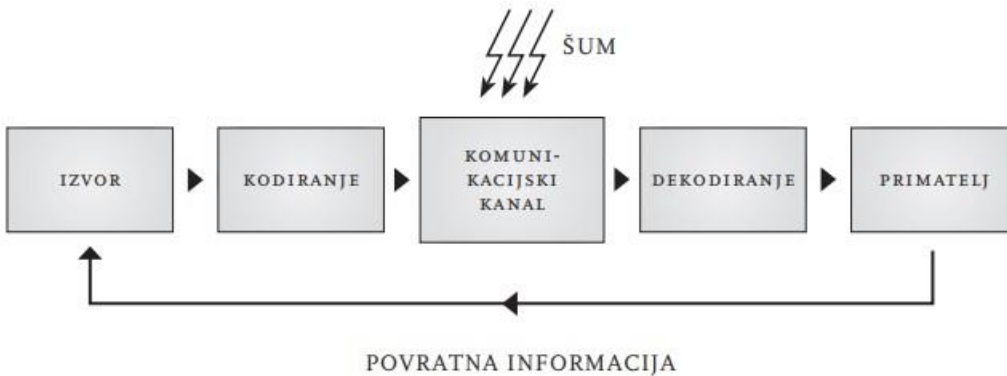 ŠUM
IZVOR
KODIRANJE
KOMUNI-
KACIJSKI
KANAL
DEKODIRANJE
PRIMATELJ
POVRATNA INFORMACIJA